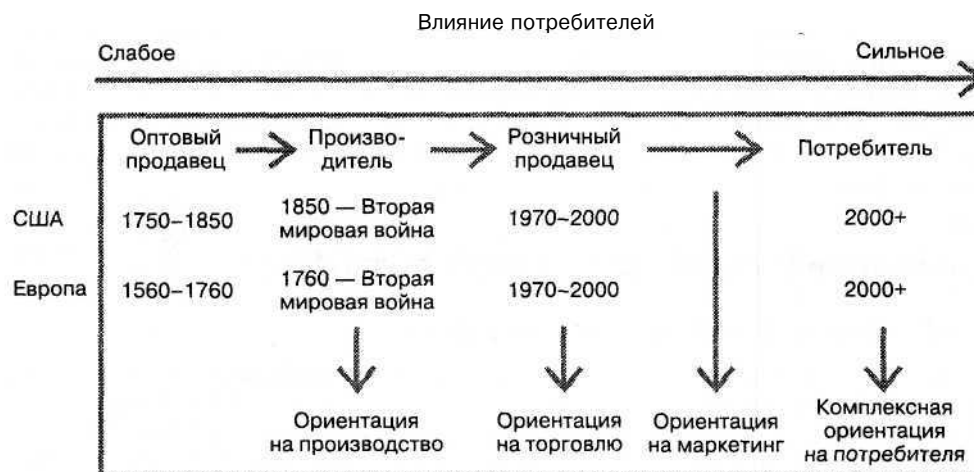 Влияние потребителей
Слабое Сильное
Оптовый продавец Произво-дитель Розничный продавец Потребитель
США 1750–1850 1850 — Вторая мировая война 1970–2000 2000+
Европа 1560–1760 1760 — Вторая мировая война 1970–2000 2000+
Ориентация на производство Ориентация на торговлю Ориентация на маркетинг Комплексная ориентация на потребителя